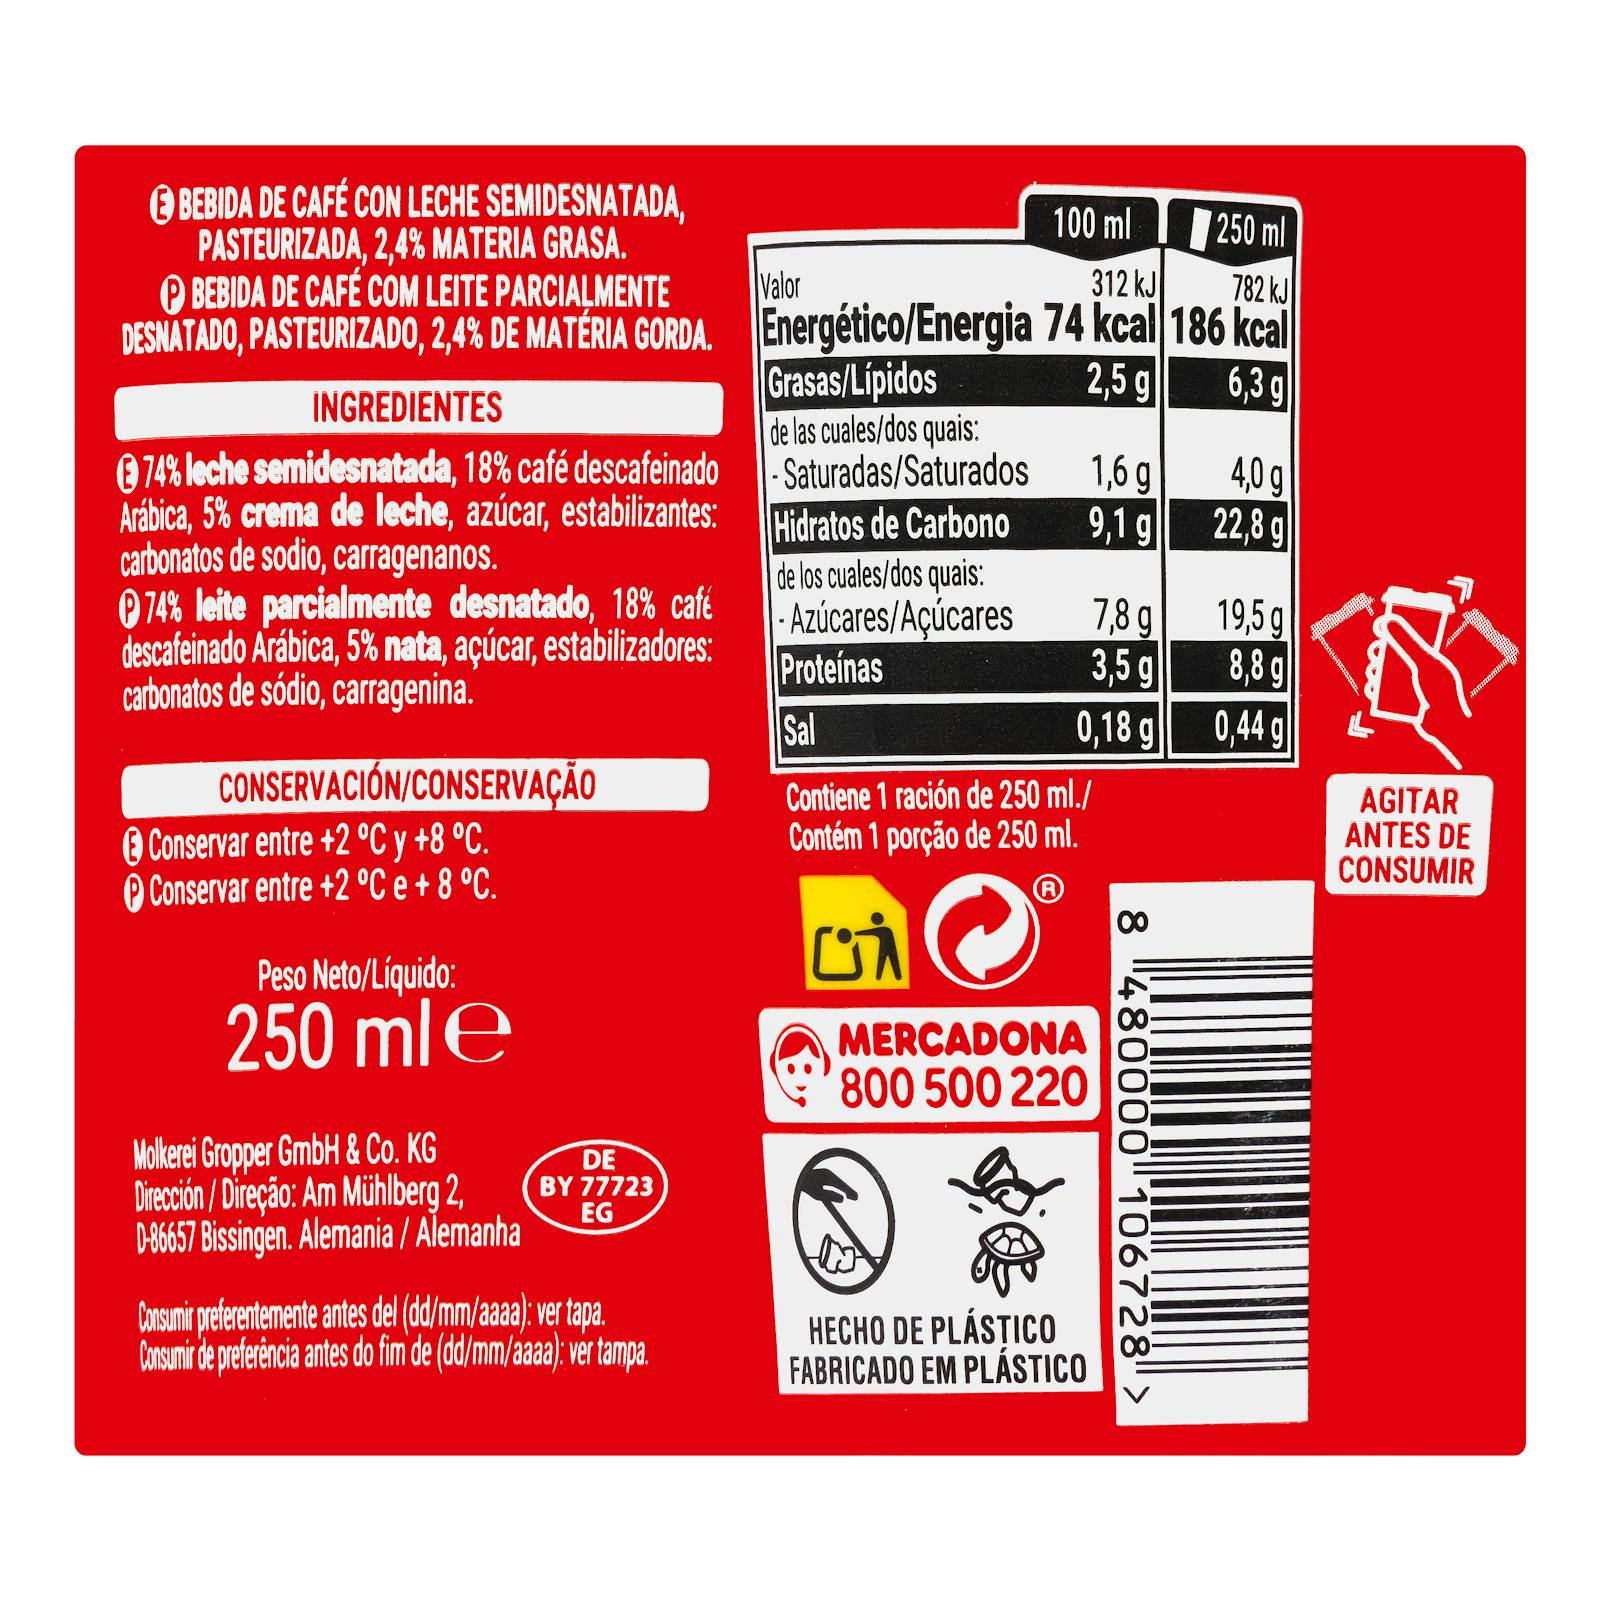 E BEBIDA DE CAFÉ CON LECHE SEMIDESNATADA,
PASTEURIZADA, 2,4% MATERIA GRASA.
P BEBIDA DE CAFÉ COM LEITE PARCIALMENTE
DESNATADO, PASTEURIZADO, 2,4% DE MATÉRIA GORDA.
INGREDIENTES
E 74% leche semidesnatada, 18% café descafeinado
Arábica, 5% crema de leche, azúcar, estabilizantes:
carbonatos de sodio, carragenanos.
P 74% leite parcialmente desnatado, 18% café
descafeinado Arábica, 5% nata, açúcar, estabilizadores:
carbonatos de sódio, carragenina.
CONSERVACIÓN/CONSERVAÇÃO
E Conservar entre +2 °C y +8 °C.
P Conservar entre +2 °C e + 8 °C.
Peso Neto/Líquido:
250 ml e
Molkerei Gropper GmbH & Co. KG
Dirección / Direção: Am Mühlberg 2,
D-86657 Bissingen. Alemania / Alemanha
DE
BY 77723
EG
Consumir preferentemente antes del (dd/mm/aaaa): ver tapa.
Consumir de preferência antes do fim de (dd/mm/aaaa): ver tampa.
100 ml 250 ml
Valor 312 kJ 782 kJ
Energético/Energia 74 kcal 186 kcal
Grasas/Lípidos 2,5 g 6,3 g
de las cuales/dos quais:
- Saturadas/Saturados 1,6 g 4,0 g
Hidratos de Carbono 9,1 g 22,8 g
de los cuales/dos quais:
- Azúcares/Açúcares 7,8 g 19,5 g
Proteínas 3,5 g 8,8 g
Sal 0,18 g 0,44 g
Contiene 1 ración de 250 ml./
Contém 1 porção de 250 ml.
®
MERCADONA
800 500 220
HECHO DE PLÁSTICO
FABRICADO EM PLÁSTICO
8 480000 106728 >
AGITAR
ANTES DE
CONSUMIR